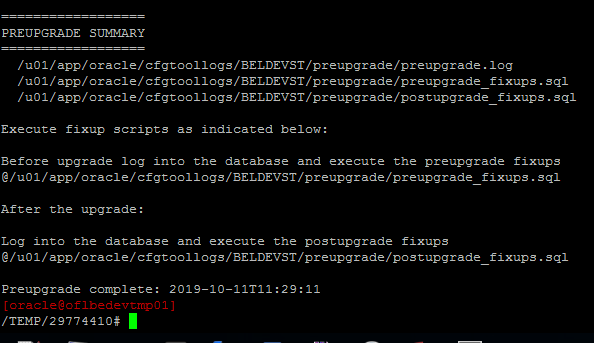 ==================
PREUPGRADE SUMMARY
==================
/u01/app/oracle/cfgtoollogs/BELDEVST/preupgrade/preupgrade.log
/u01/app/oracle/cfgtoollogs/BELDEVST/preupgrade/preupgrade_fixups.sql
/u01/app/oracle/cfgtoollogs/BELDEVST/preupgrade/postupgrade_fixups.sql
Execute fixup scripts as indicated below:
Before upgrade log into the database and execute the preupgrade fixups
@/u01/app/oracle/cfgtoollogs/BELDEVST/preupgrade/preupgrade_fixups.sql
After the upgrade:
Log into the database and execute the postupgrade fixups
@/u01/app/oracle/cfgtoollogs/BELDEVST/preupgrade/postupgrade_fixups.sql
Preupgrade complete: 2019-10-11T11:29:11
[oracle@oflbedevtmp01]
/TEMP/29774410#